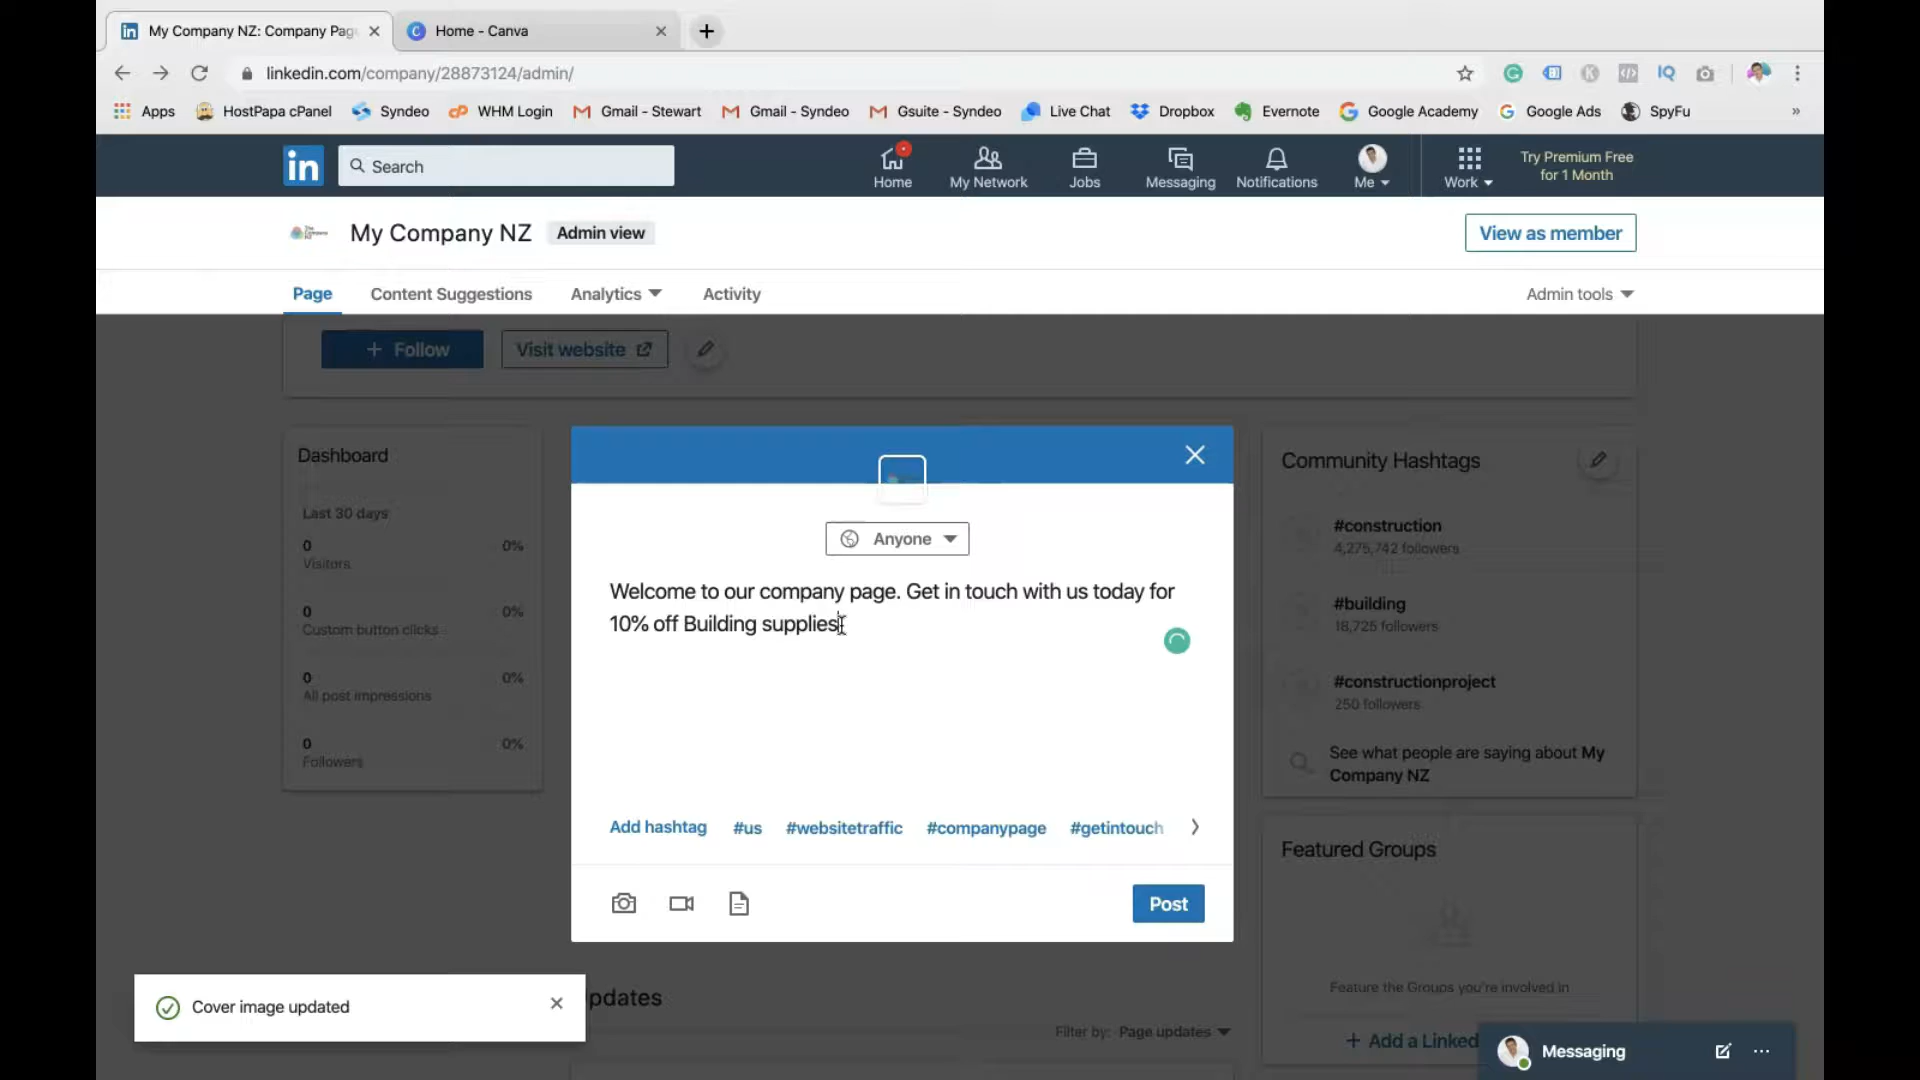 My Company NZ: Company Pag
Home - Canva
linkedin.com/company/28873124/admin/
Apps
HostPapa cPanel
Syndeo
WHM Login
Gmail - Stewart
Gmail - Syndeo
Gsuite - Syndeo
Live Chat
Dropbox
Evernote
Google Academy
Google Ads
SpyFu
in
Search
Home
My Network
Jobs
Messaging
Notifications
Me
Work
Try Premium Free
for 1 Month
My Company NZ
Admin view
View as member
Page
Content Suggestions
Analytics
Activity
Admin tools
+ Follow
Visit website
Dashboard
Last 30 days
0 0%
Visitors
0 0%
Custom button clicks
0 0%
All post impressions
0 0%
Followers
Anyone
Welcome to our company page. Get in touch with us today for
10% off Building supplies
Add hashtag
#us
#websitetraffic
#companypage
#getintouch
Post
Community Hashtags
#construction
4,275,742 followers
#building
18,725 followers
#constructionproject
250 followers
See what people are saying about My
Company NZ
Featured Groups
Feature the Groups you're involved in
+ Add a Linked
Cover image updated
pdates
Filter by: Page updates
Messaging